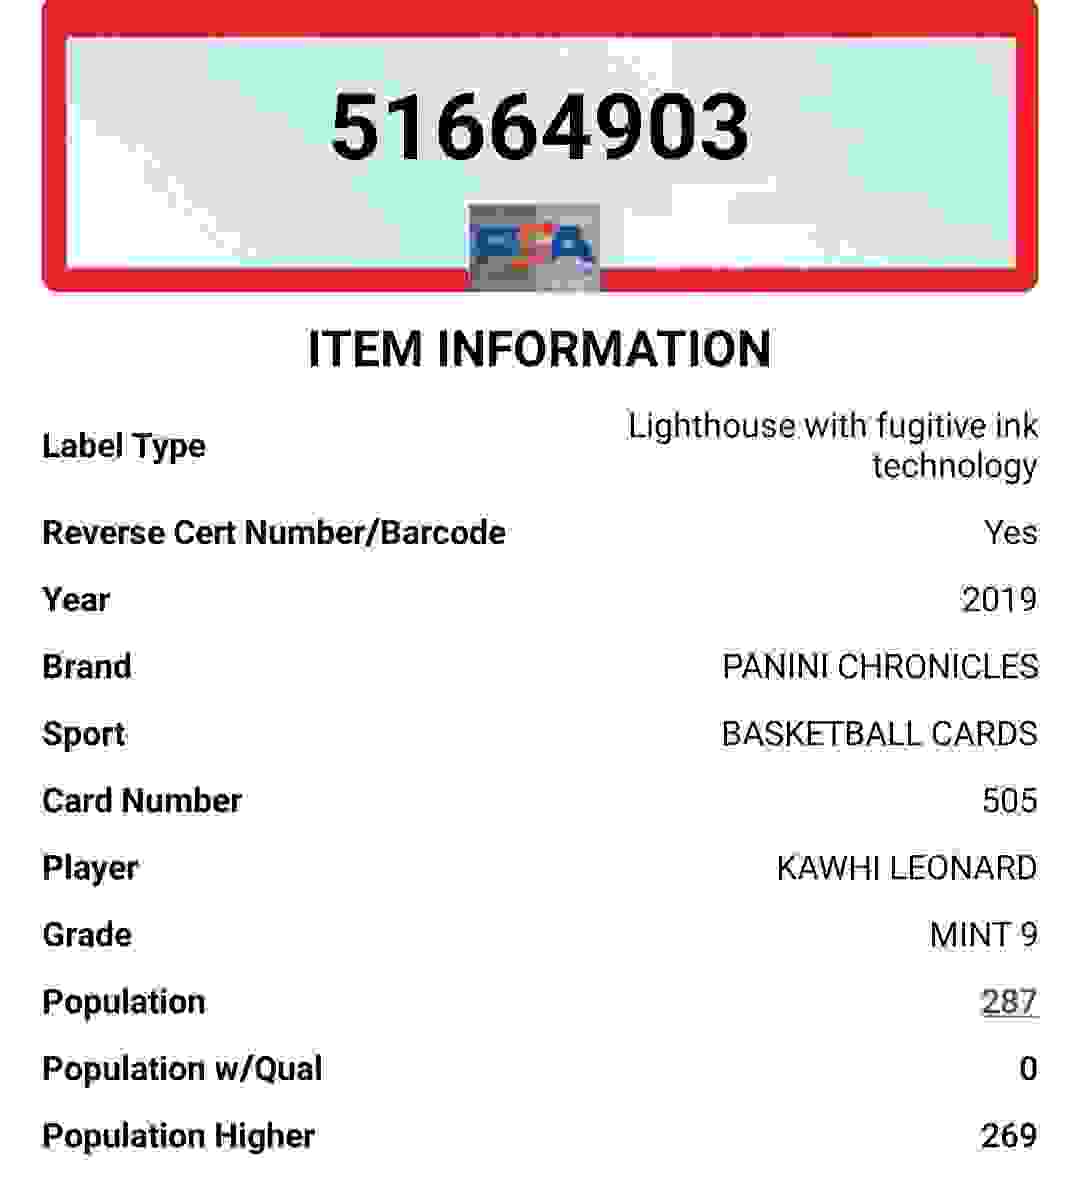 51664903
PSA
ITEM INFORMATION
Label Type Lighthouse with fugitive ink technology
Reverse Cert Number/Barcode Yes
Year 2019
Brand PANINI CHRONICLES
Sport BASKETBALL CARDS
Card Number 505
Player KAWHI LEONARD
Grade MINT 9
Population 287
Population w/Qual 0
Population Higher 269